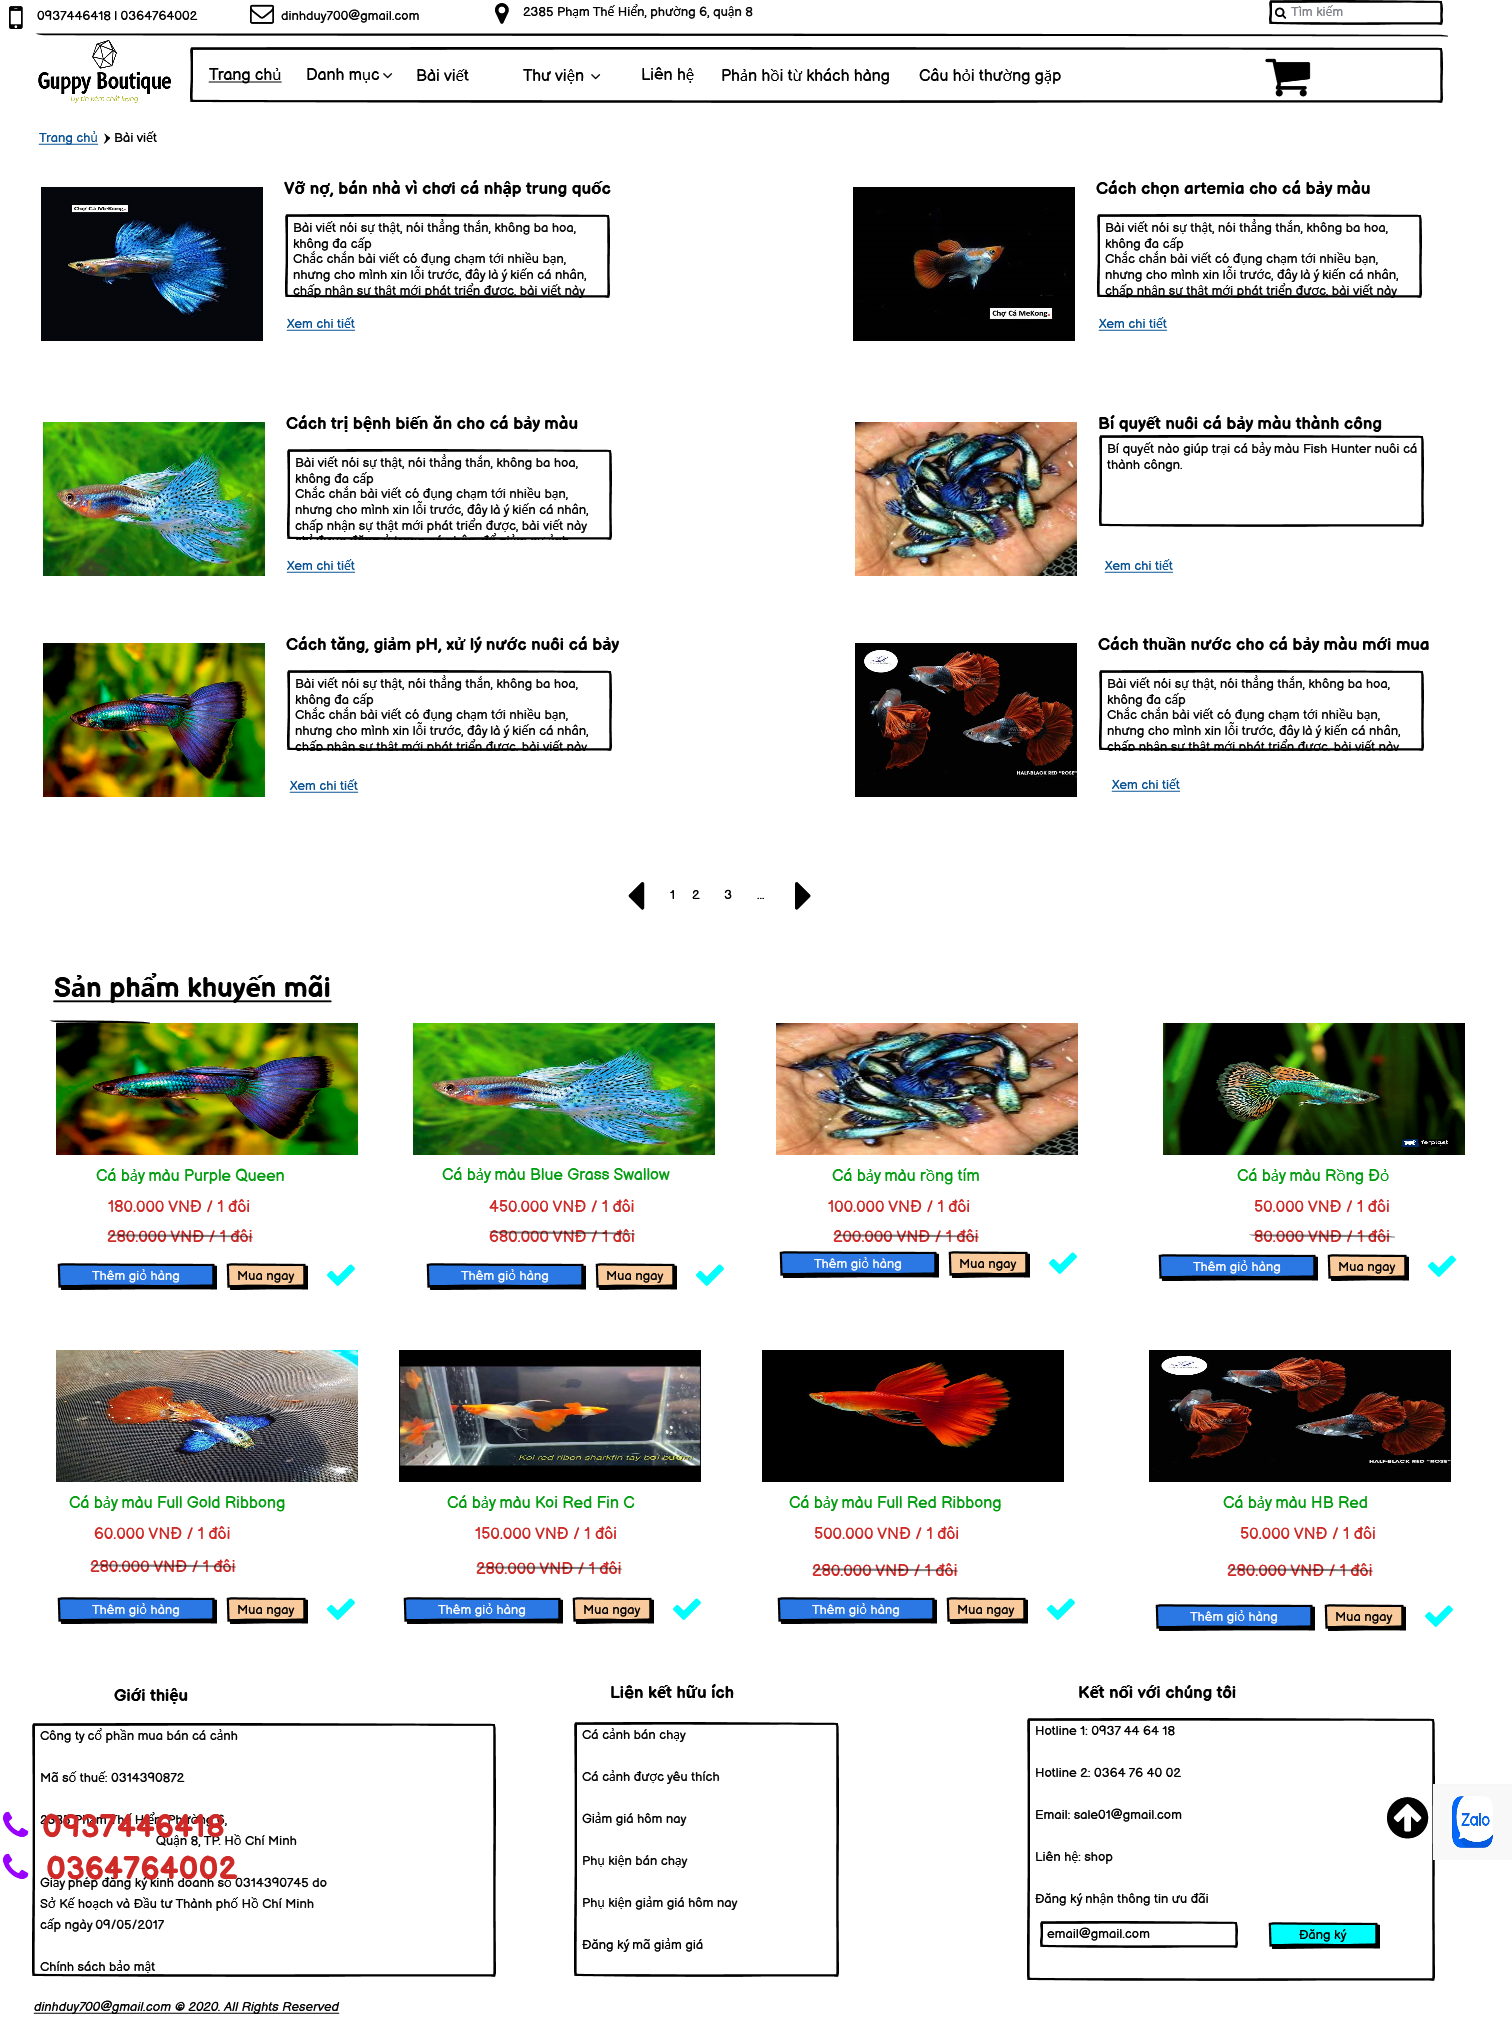 0937446418 | 0364764002
dinhduy700@gmail.com
2385 Phạm Thế Hiển, phường 6, quận 8
Tìm kiếm
Guppy Boutique
Trang chủ
Danh mục
Bài viết
Thư viện
Liên hệ
Phản hồi từ khách hàng
Câu hỏi thường gặp
Trang chủ
Bài viết
Vỡ nợ, bán nhà vì chơi cá nhập trung quốc
Chợ Cá MeKong.
Bài viết nói sự thật, nói thẳng thắn, không ba hoa,
không đa cấp
Chắc chắn bài viết có đụng chạm tới nhiều bạn,
nhưng cho mình xin lỗi trước, đây là ý kiến cá nhân,
chấp nhận sự thật mới phát triển được, bài viết này
Xem chi tiết
Cách chọn artemia cho cá bảy màu
Chợ Cá MeKong.
Bài viết nói sự thật, nói thẳng thắn, không ba hoa,
không đa cấp
Chắc chắn bài viết có đụng chạm tới nhiều bạn,
nhưng cho mình xin lỗi trước, đây là ý kiến cá nhân,
chấp nhận sự thật mới phát triển được, bài viết này
Xem chi tiết
Cách trị bệnh biến ăn cho cá bảy màu
Bài viết nói sự thật, nói thẳng thắn, không ba hoa,
không đa cấp
Chắc chắn bài viết có đụng chạm tới nhiều bạn,
nhưng cho mình xin lỗi trước, đây là ý kiến cá nhân,
chấp nhận sự thật mới phát triển được, bài viết này
Xem chi tiết
Bí quyết nuôi cá bảy màu thành công
Bí quyết nào giúp trại cá bảy màu Fish Hunter nuôi cá
thành côngn.
Xem chi tiết
Cách tăng, giảm pH, xử lý nước nuôi cá bảy
Bài viết nói sự thật, nói thẳng thắn, không ba hoa,
không đa cấp
Chắc chắn bài viết có đụng chạm tới nhiều bạn,
nhưng cho mình xin lỗi trước, đây là ý kiến cá nhân,
chấp nhận sự thật mới phát triển được, bài viết này
Xem chi tiết
Cách thuần nước cho cá bảy màu mới mua
HALF-BLACK RED "ROSE"
Bài viết nói sự thật, nói thẳng thắn, không ba hoa,
không đa cấp
Chắc chắn bài viết có đụng chạm tới nhiều bạn,
nhưng cho mình xin lỗi trước, đây là ý kiến cá nhân,
chấp nhận sự thật mới phát triển được, bài viết này
Xem chi tiết
1 2 3 ...
Sản phẩm khuyến mãi
Cá bảy màu Purple Queen
180.000 VNĐ / 1 đôi
280.000 VNĐ / 1 đôi
Thêm giỏ hàng
Mua ngay
Cá bảy màu Blue Grass Swallow
450.000 VNĐ / 1 đôi
680.000 VNĐ / 1 đôi
Thêm giỏ hàng
Mua ngay
Cá bảy màu rồng tím
100.000 VNĐ / 1 đôi
200.000 VNĐ / 1 đôi
Thêm giỏ hàng
Mua ngay
ferplast
Cá bảy màu Rồng Đỏ
50.000 VNĐ / 1 đôi
80.000 VNĐ / 1 đôi
Thêm giỏ hàng
Mua ngay
Cá bảy màu Full Gold Ribbong
60.000 VNĐ / 1 đôi
280.000 VNĐ / 1 đôi
Thêm giỏ hàng
Mua ngay
Koi red ribon sharkfin tay bơi bướm
Cá bảy màu Koi Red Fin C
150.000 VNĐ / 1 đôi
280.000 VNĐ / 1 đôi
Thêm giỏ hàng
Mua ngay
Cá bảy màu Full Red Ribbong
500.000 VNĐ / 1 đôi
280.000 VNĐ / 1 đôi
Thêm giỏ hàng
Mua ngay
HALF-BLACK RED "ROSE"
Cá bảy màu HB Red
50.000 VNĐ / 1 đôi
280.000 VNĐ / 1 đôi
Thêm giỏ hàng
Mua ngay
Giới thiệu
Công ty cổ phần mua bán cá cảnh
Mã số thuế: 0314390872
2385 Phạm Thế Hiển, Phường 6,
Quận 8, TP. Hồ Chí Minh
0937446418
0364764002
Giấy phép đăng ký kinh doanh số 0314390745 do
Sở Kế hoạch và Đầu tư Thành phố Hồ Chí Minh
cấp ngày 09/05/2017
Chính sách bảo mật
Liên kết hữu ích
Cá cảnh bán chạy
Cá cảnh được yêu thích
Giảm giá hôm nay
Phụ kiện bán chạy
Phụ kiện giảm giá hôm nay
Đăng ký mã giảm giá
Kết nối với chúng tôi
Hotline 1: 0937 44 64 18
Hotline 2: 0364 76 40 02
Email: sale01@gmail.com
Liên hệ: shop
Đăng ký nhận thông tin ưu đãi
email@gmail.com
Đăng ký
Zalo
dinhduy700@gmail.com © 2020. All Rights Reserved